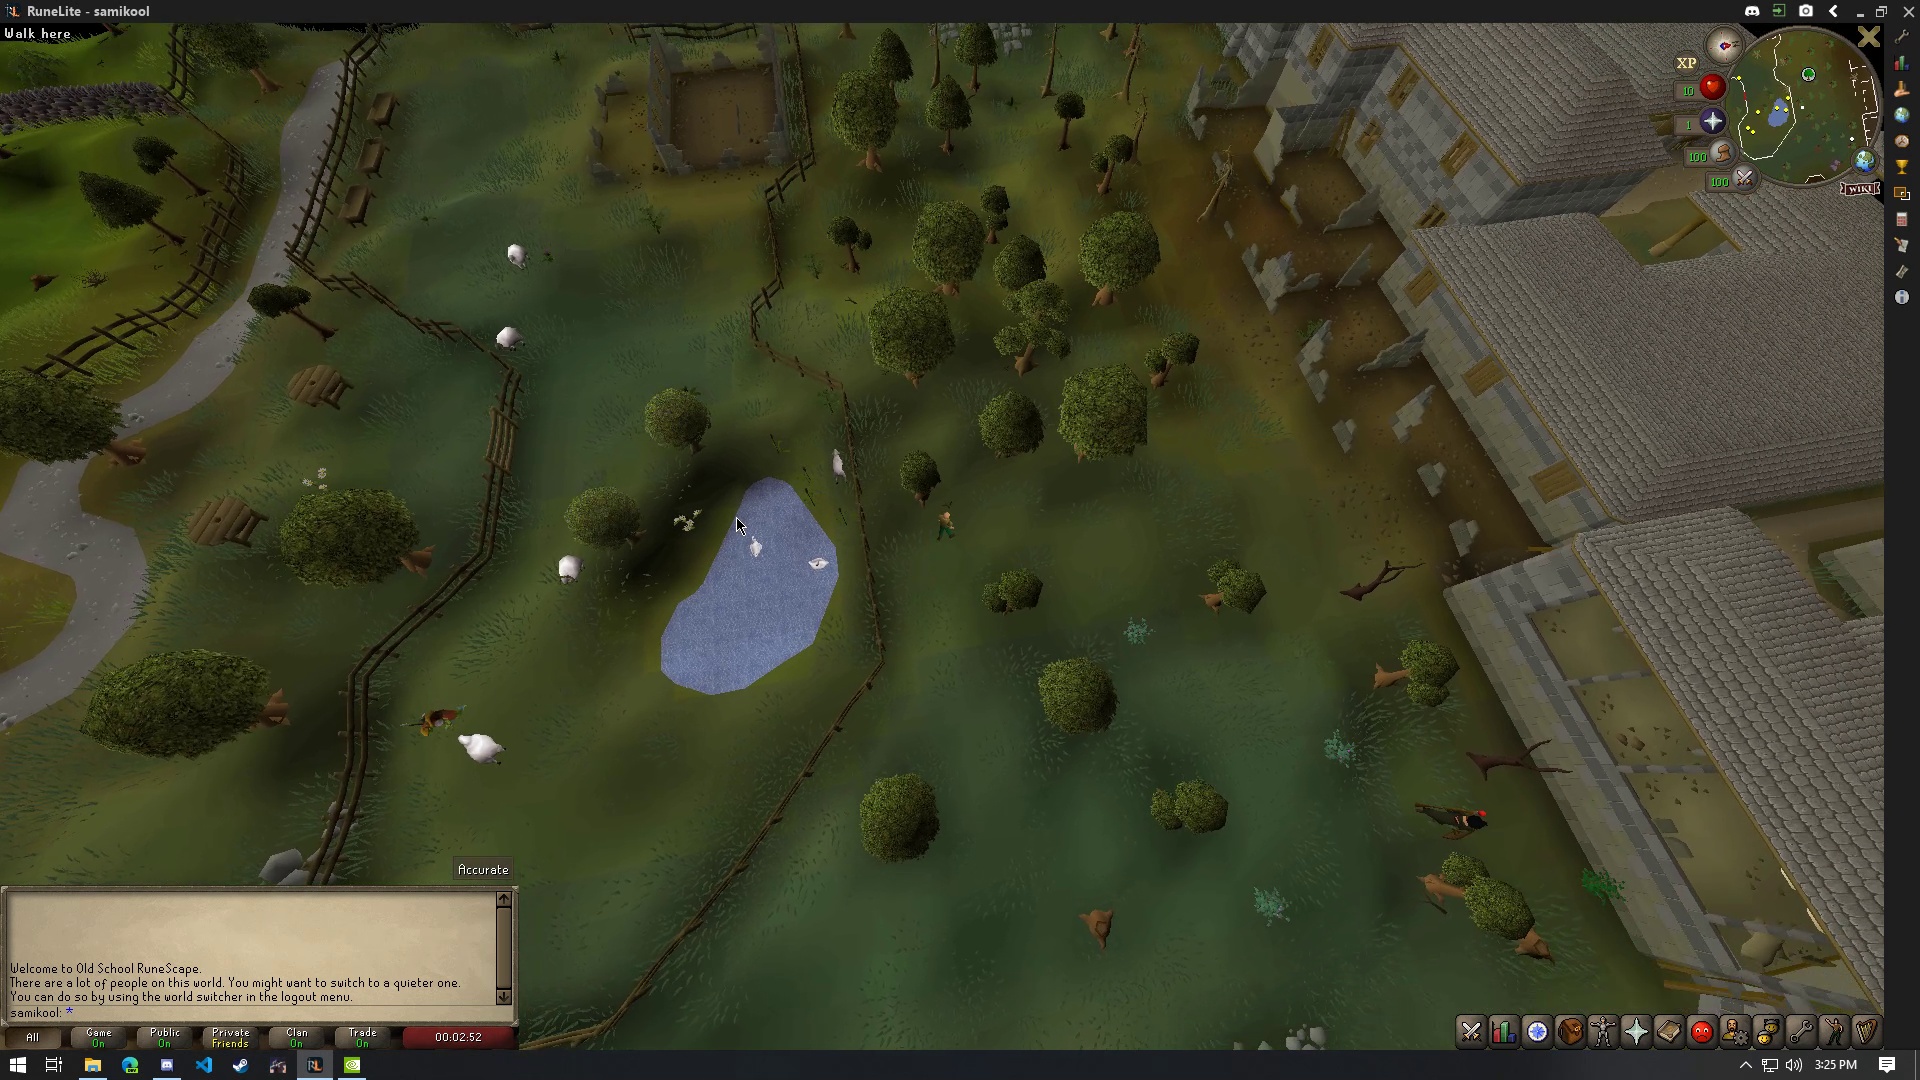 RuneLite - samikool
Walk here
XP
10
1
100
100
WIKI
Accurate
Welcome to Old School RuneScape.
There are a lot of people on this world. You might want to switch to a quieter one.
You can do so by using the world switcher in the logout menu.
samikool: *
All
Game
On
Public
On
Private
Friends
Clan
On
Trade
On
00:02:52
3:25 PM